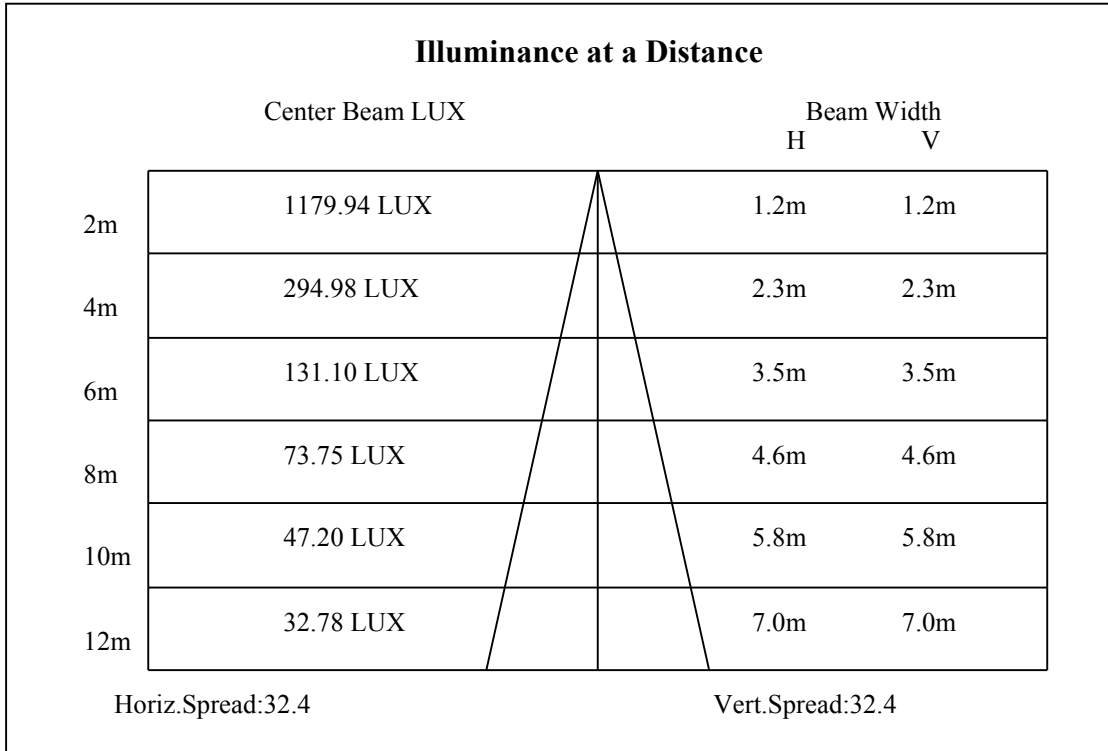 Illuminance at a Distance
Center Beam LUX Beam Width
H V
2m 1179.94 LUX 1.2m 1.2m
4m 294.98 LUX 2.3m 2.3m
6m 131.10 LUX 3.5m 3.5m
8m 73.75 LUX 4.6m 4.6m
10m 47.20 LUX 5.8m 5.8m
12m 32.78 LUX 7.0m 7.0m
Horiz.Spread:32.4 Vert.Spread:32.4